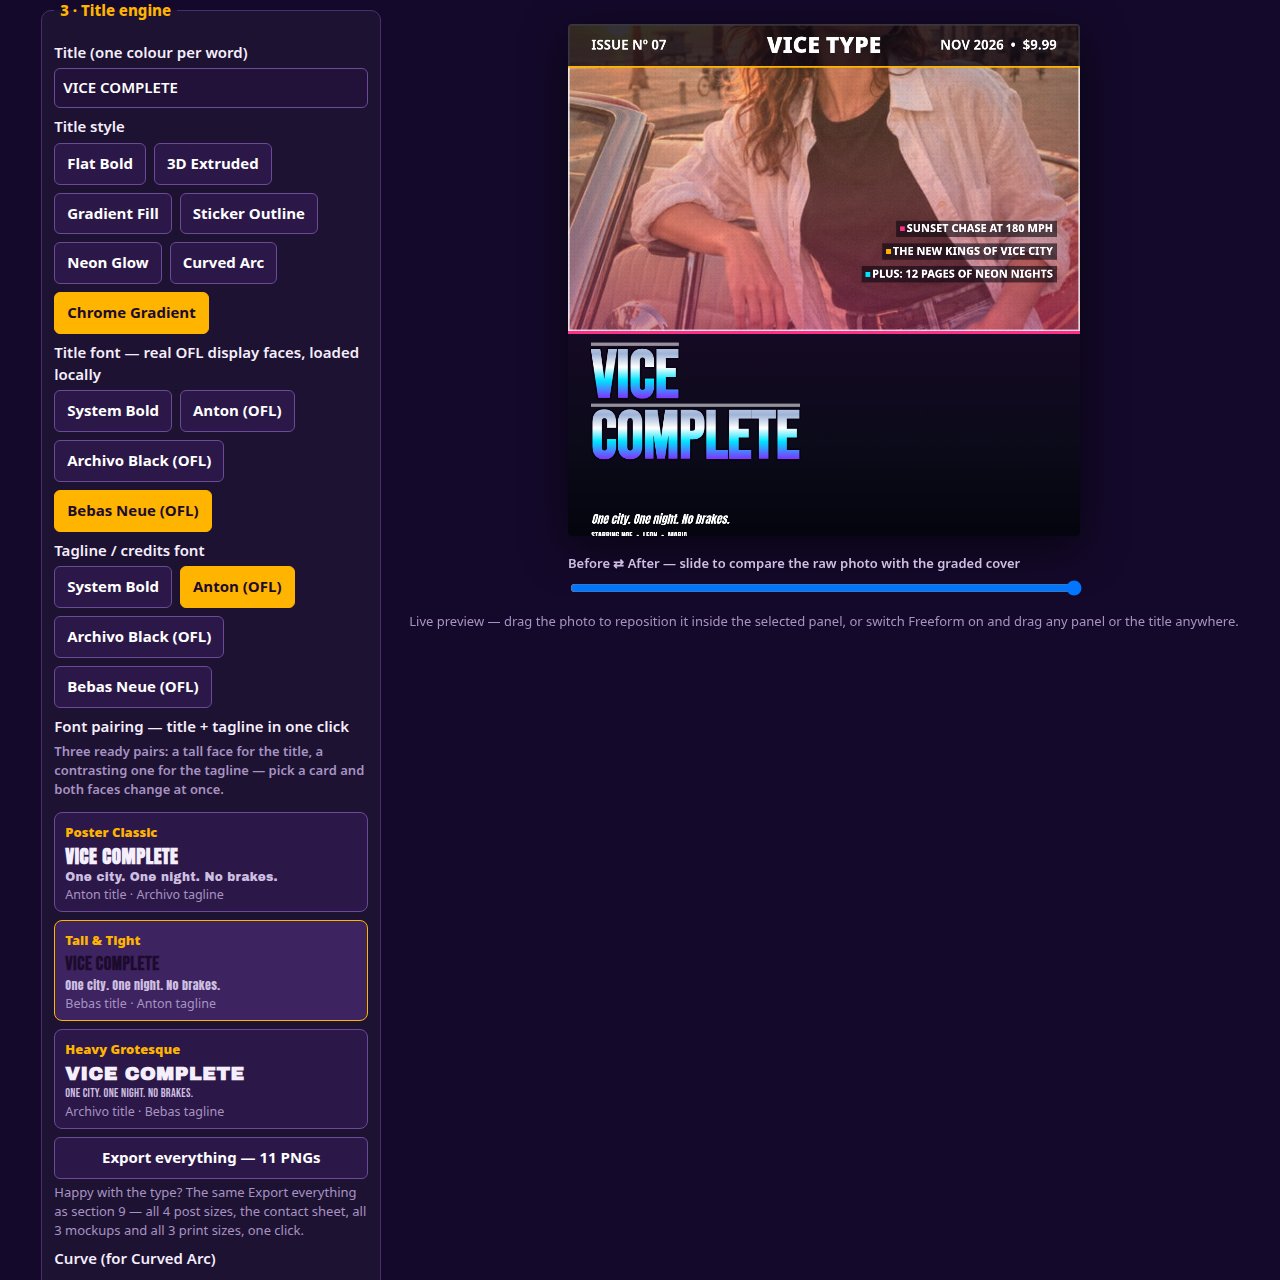 3 · Title engine
Title (one colour per word)
VICE COMPLETE
Title style
Flat Bold
3D Extruded
Gradient Fill
Sticker Outline
Neon Glow
Curved Arc
Chrome Gradient
Title font — real OFL display faces, loaded
locally
System Bold
Anton (OFL)
Archivo Black (OFL)
Bebas Neue (OFL)
Tagline / credits font
System Bold
Anton (OFL)
Archivo Black (OFL)
Bebas Neue (OFL)
Font pairing — title + tagline in one click
Three ready pairs: a tall face for the title, a
contrasting one for the tagline — pick a card and
both faces change at once.
Poster Classic
VICE COMPLETE
One city. One night. No brakes.
Anton title · Archivo tagline
Tall & Tight
VICE COMPLETE
One city. One night. No brakes.
Bebas title · Anton tagline
Heavy Grotesque
VICE COMPLETE
ONE CITY. ONE NIGHT. NO BRAKES.
Archivo title · Bebas tagline
Export everything — 11 PNGs
Happy with the type? The same Export everything
as section 9 — all 4 post sizes, the contact sheet, all
3 mockups and all 3 print sizes, one click.
Curve (for Curved Arc)
ISSUE Nº 07
VICE TYPE
NOV 2026 • $9.99
SUNSET CHASE AT 180 MPH
THE NEW KINGS OF VICE CITY
PLUS: 12 PAGES OF NEON NIGHTS
VICE
COMPLETE
One city. One night. No brakes.
Before ⇄ After — slide to compare the raw photo with the graded cover
Live preview — drag the photo to reposition it inside the selected panel, or switch Freeform on and drag any panel or the title anywhere.